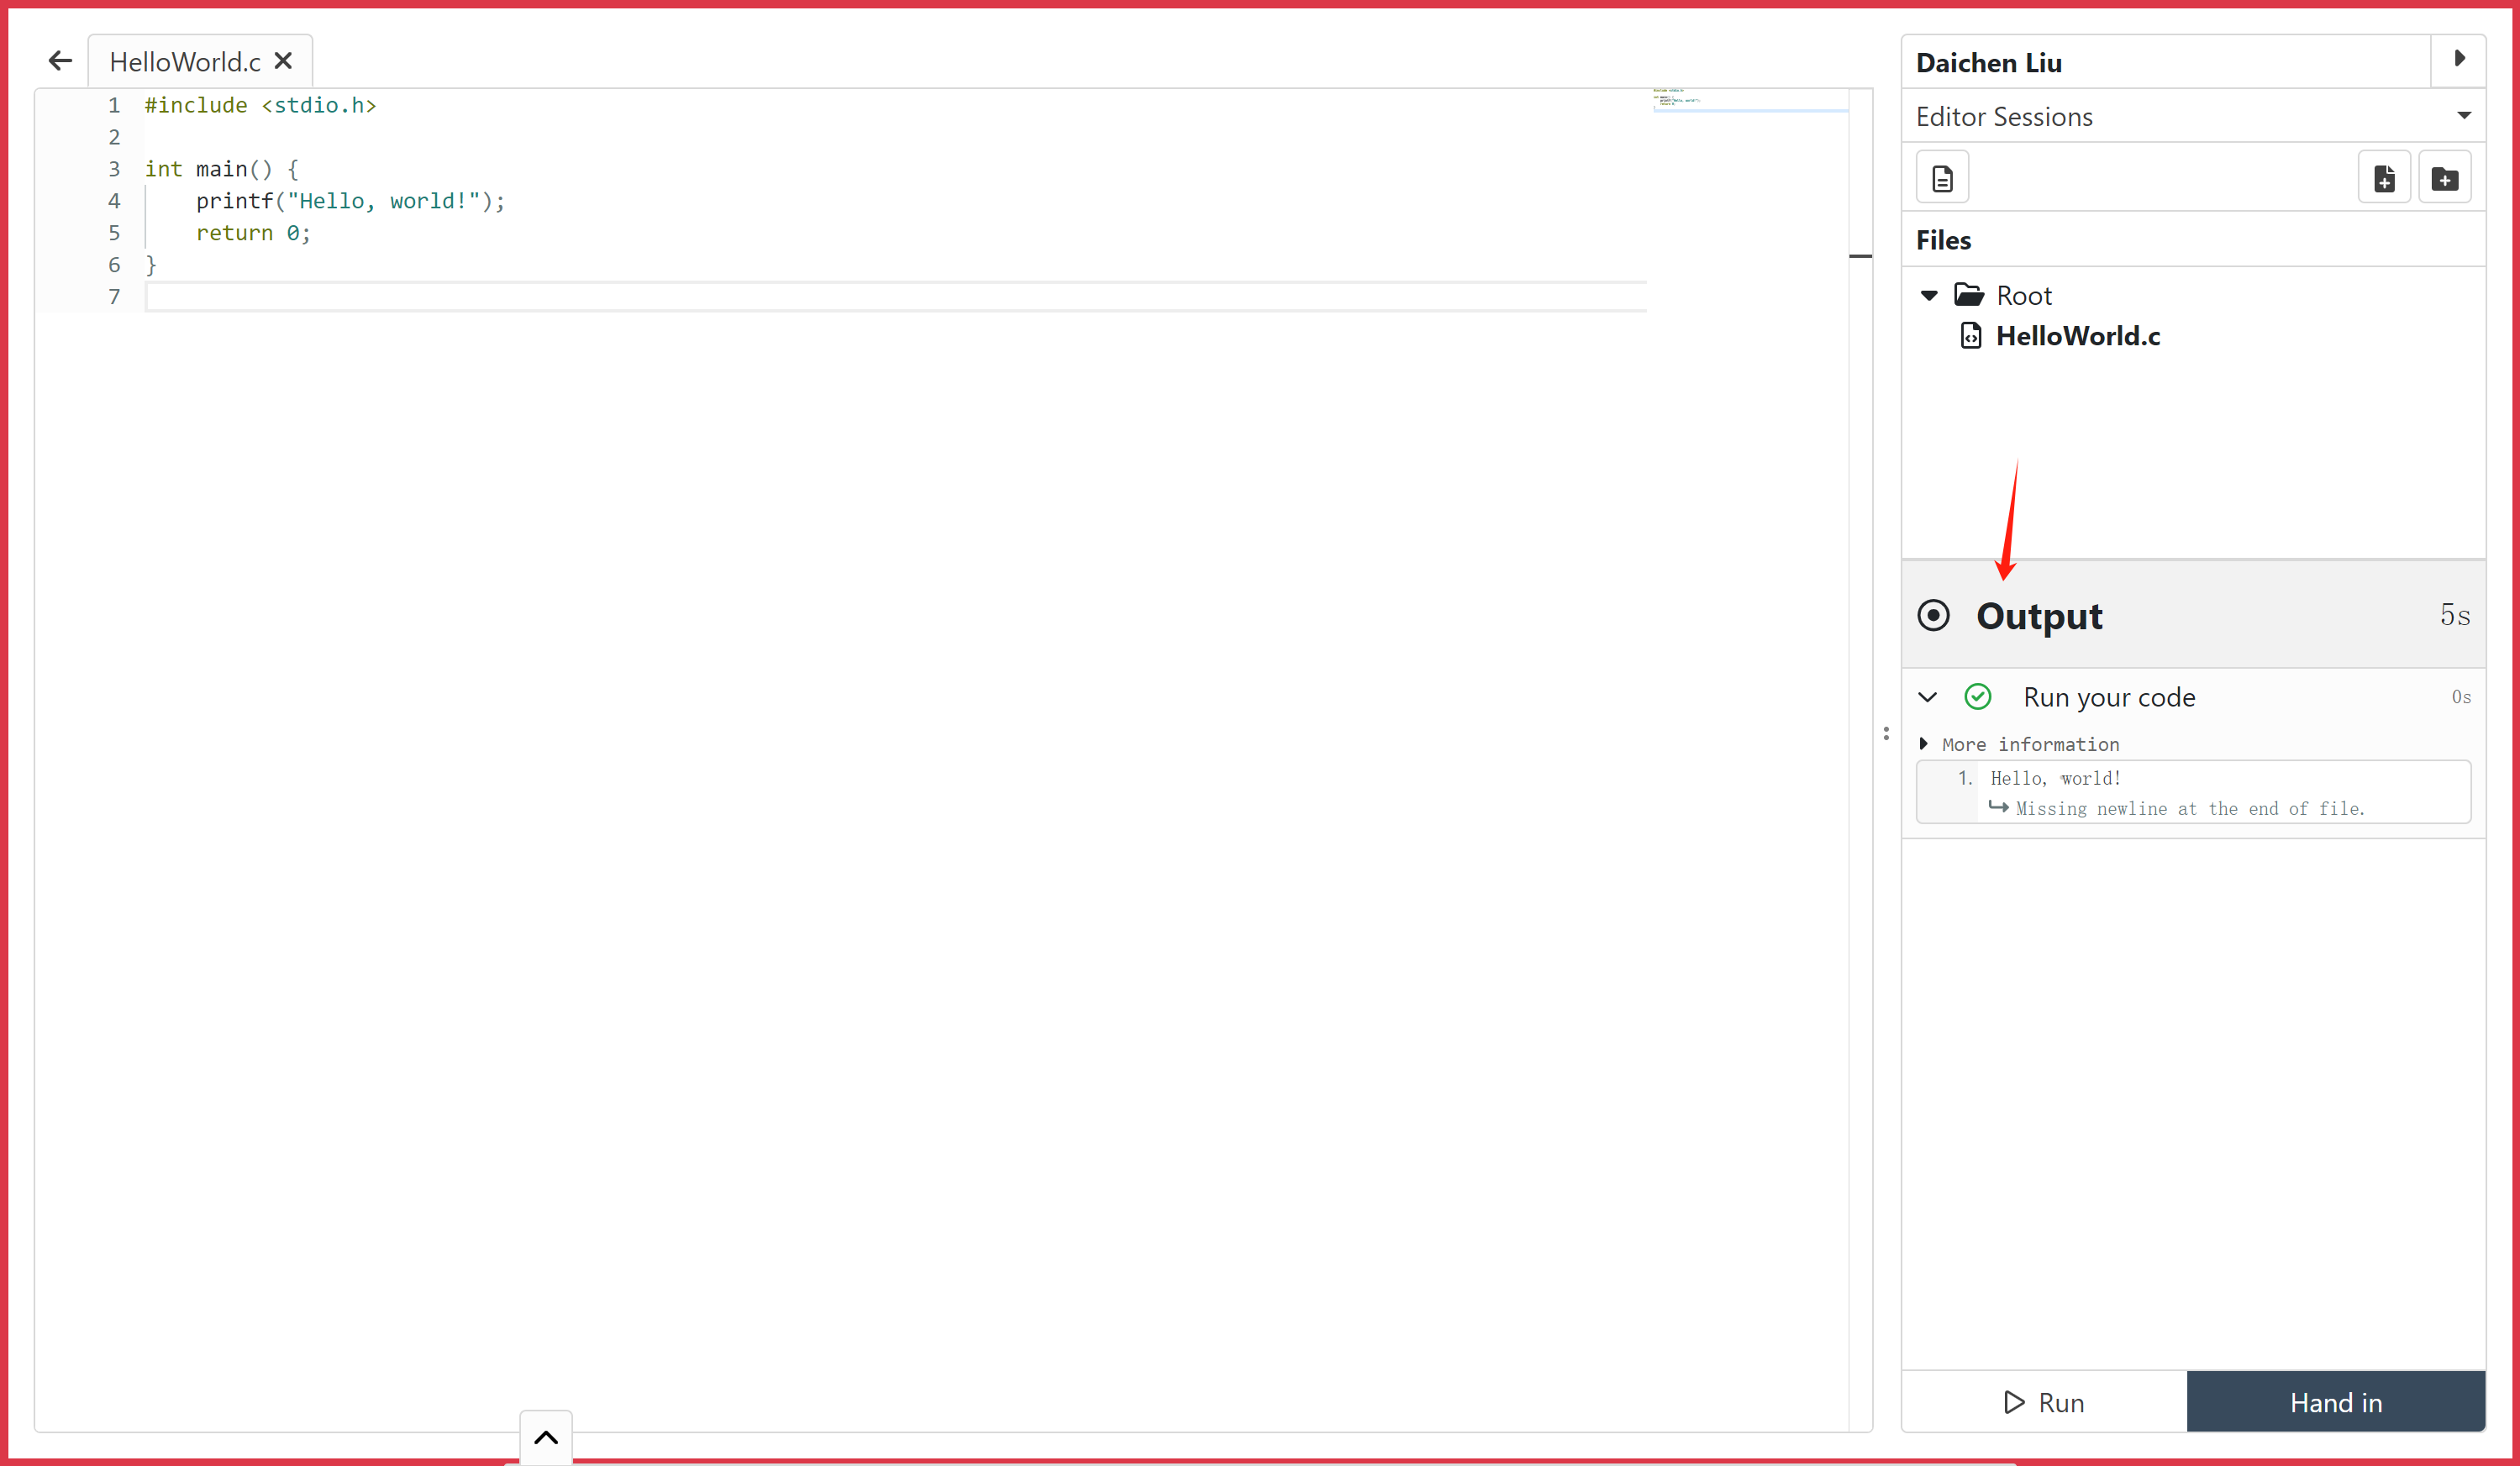 HelloWorld.c
1 #include <stdio.h>
2
3 int main() {
4     printf("Hello, world!");
5     return 0;
6 }
7
Daichen Liu
Editor Sessions
Files
Root
HelloWorld.c
Output 5s
Run your code 0s
More information
1. Hello, world!
Missing newline at the end of file.
Run
Hand in